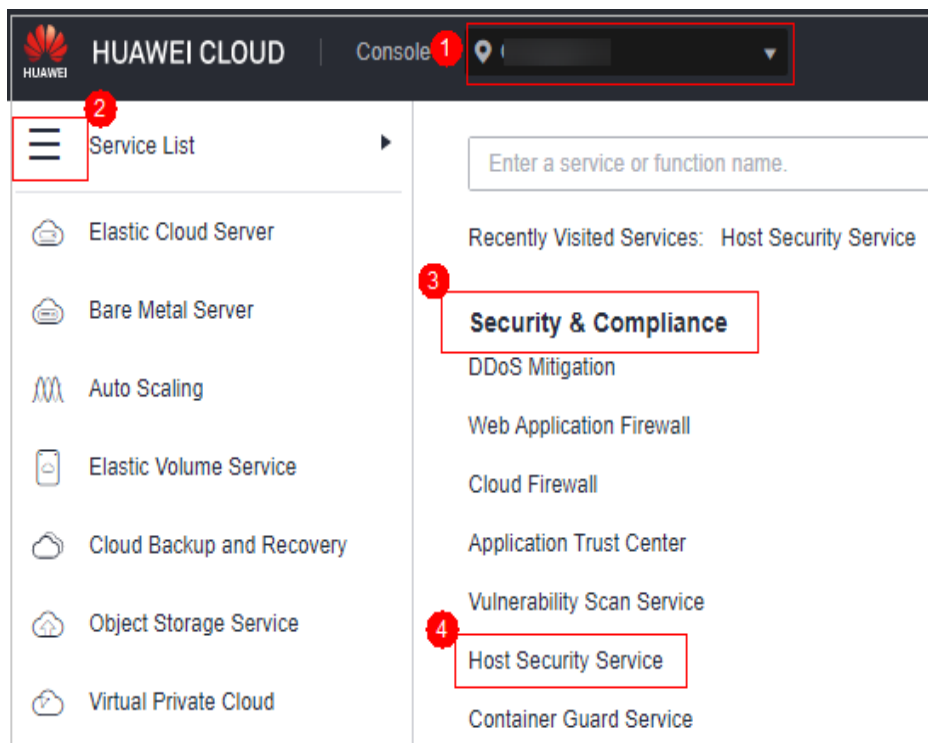 HUAWEI
HUAWEI CLOUD
Console
1
2
Service List
Enter a service or function name.
Elastic Cloud Server
Recently Visited Services: Host Security Service
3
Bare Metal Server
Security & Compliance
DDoS Mitigation
Auto Scaling
Web Application Firewall
Elastic Volume Service
Cloud Firewall
Cloud Backup and Recovery
Application Trust Center
Vulnerability Scan Service
Object Storage Service
4
Host Security Service
Virtual Private Cloud
Container Guard Service